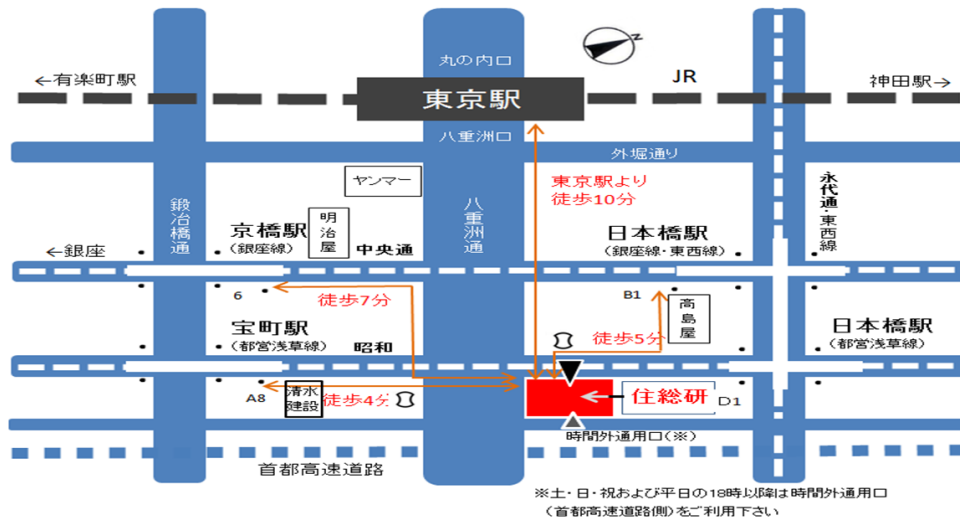 Z
丸の内口
←有楽町駅
JR
神田駅→
東京駅
八重洲口
外堀通り
ヤンマー
東京駅より
徒歩10分
永代通・東西線
鍛冶橋通
八重洲通
京橋駅
(銀座線)
明治屋
中央通
日本橋駅
(銀座線・東西線)
←銀座
6
徒歩7分
B1
高島屋
宝町駅
(都営浅草線)
昭和
徒歩5分
日本橋駅
(都営浅草線)
A8
清水
建設
徒歩4分
住総研
D1
時間外通用口(※)
首都高速道路
※土・日・祝および平日の18時以降は時間外通用口
(首都高速道路側)をご利用下さい